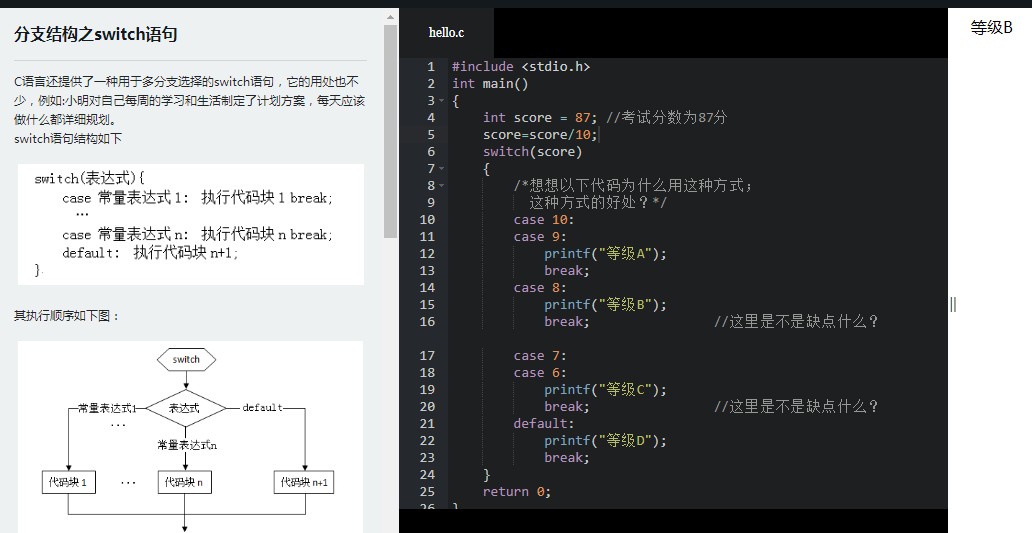 分支结构之switch语句
C语言还提供了一种用于多分支选择的switch语句，它的用处也不
少，例如:小明对自己每周的学习和生活制定了计划方案，每天应该
做什么都详细规划。
switch语句结构如下
switch(表达式){
case 常量表达式 1: 执行代码块 1 break;
…
case 常量表达式 n: 执行代码块 n break;
default: 执行代码块 n+1;
}
其执行顺序如下图：
switch
常量表达式1
表达式
default
...
常量表达式n
代码块 1
...
代码块 n
代码块 n+1
hello.c
1 #include <stdio.h>
2 int main()
3 {
4 int score = 87; //考试分数为87分
5 score=score/10;
6 switch(score)
7 {
8 /*想想以下代码为什么用这种方式；
9 这种方式的好处？*/
10 case 10:
11 case 9:
12 printf("等级A");
13 break;
14 case 8:
15 printf("等级B");
16 break; //这里是不是缺点什么？
17 case 7:
18 case 6:
19 printf("等级C");
20 break; //这里是不是缺点什么？
21 default:
22 printf("等级D");
23 break;
24 }
25 return 0;
26 }
等级B